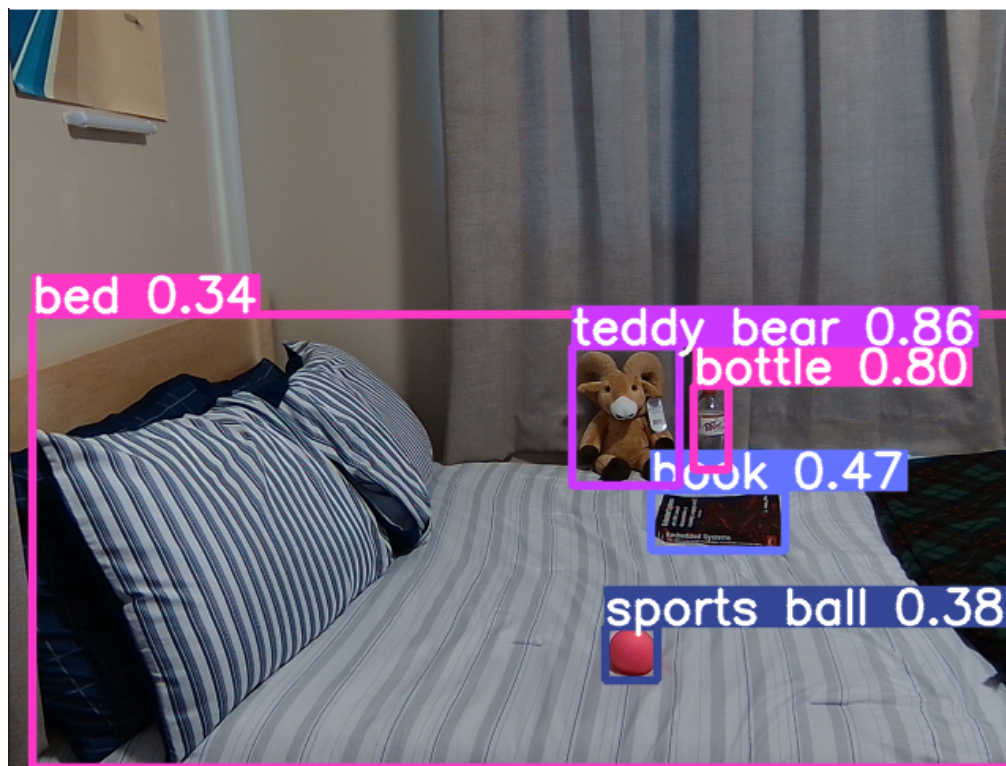 bed 0.34
teddy bear 0.86
bottle 0.80
book 0.47
Embedded Systems
sports ball 0.38